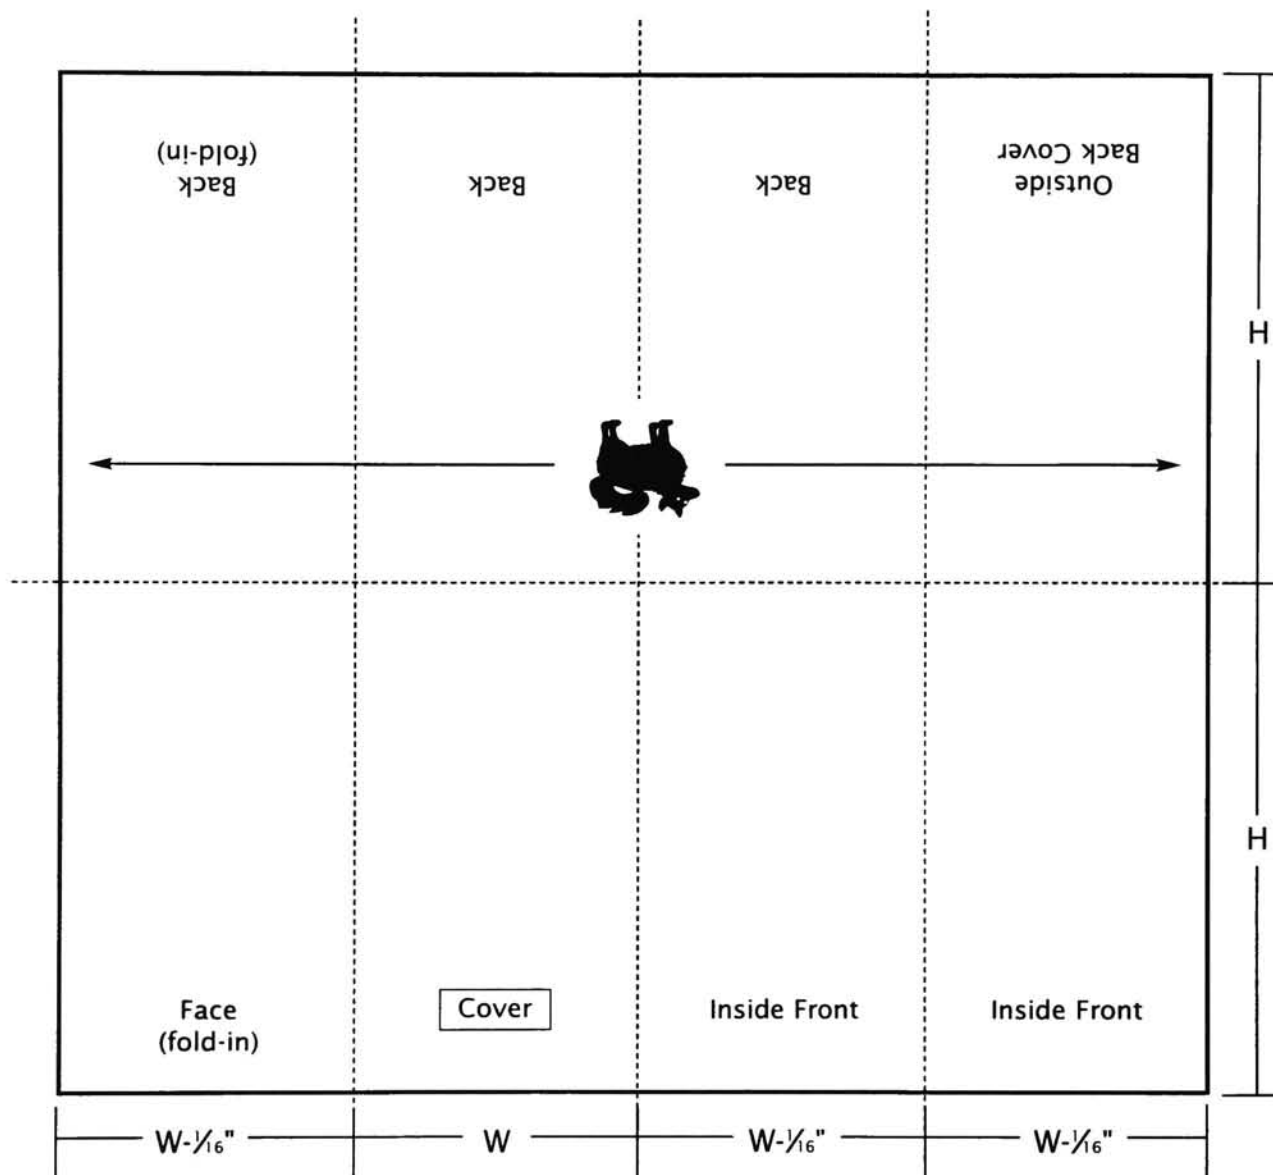 Back
(fold-in)
Back
Back
Outside
Back Cover
H
H
Face
(fold-in)
Cover
Inside Front
Inside Front
W-1/16"
W
W-1/16"
W-1/16"